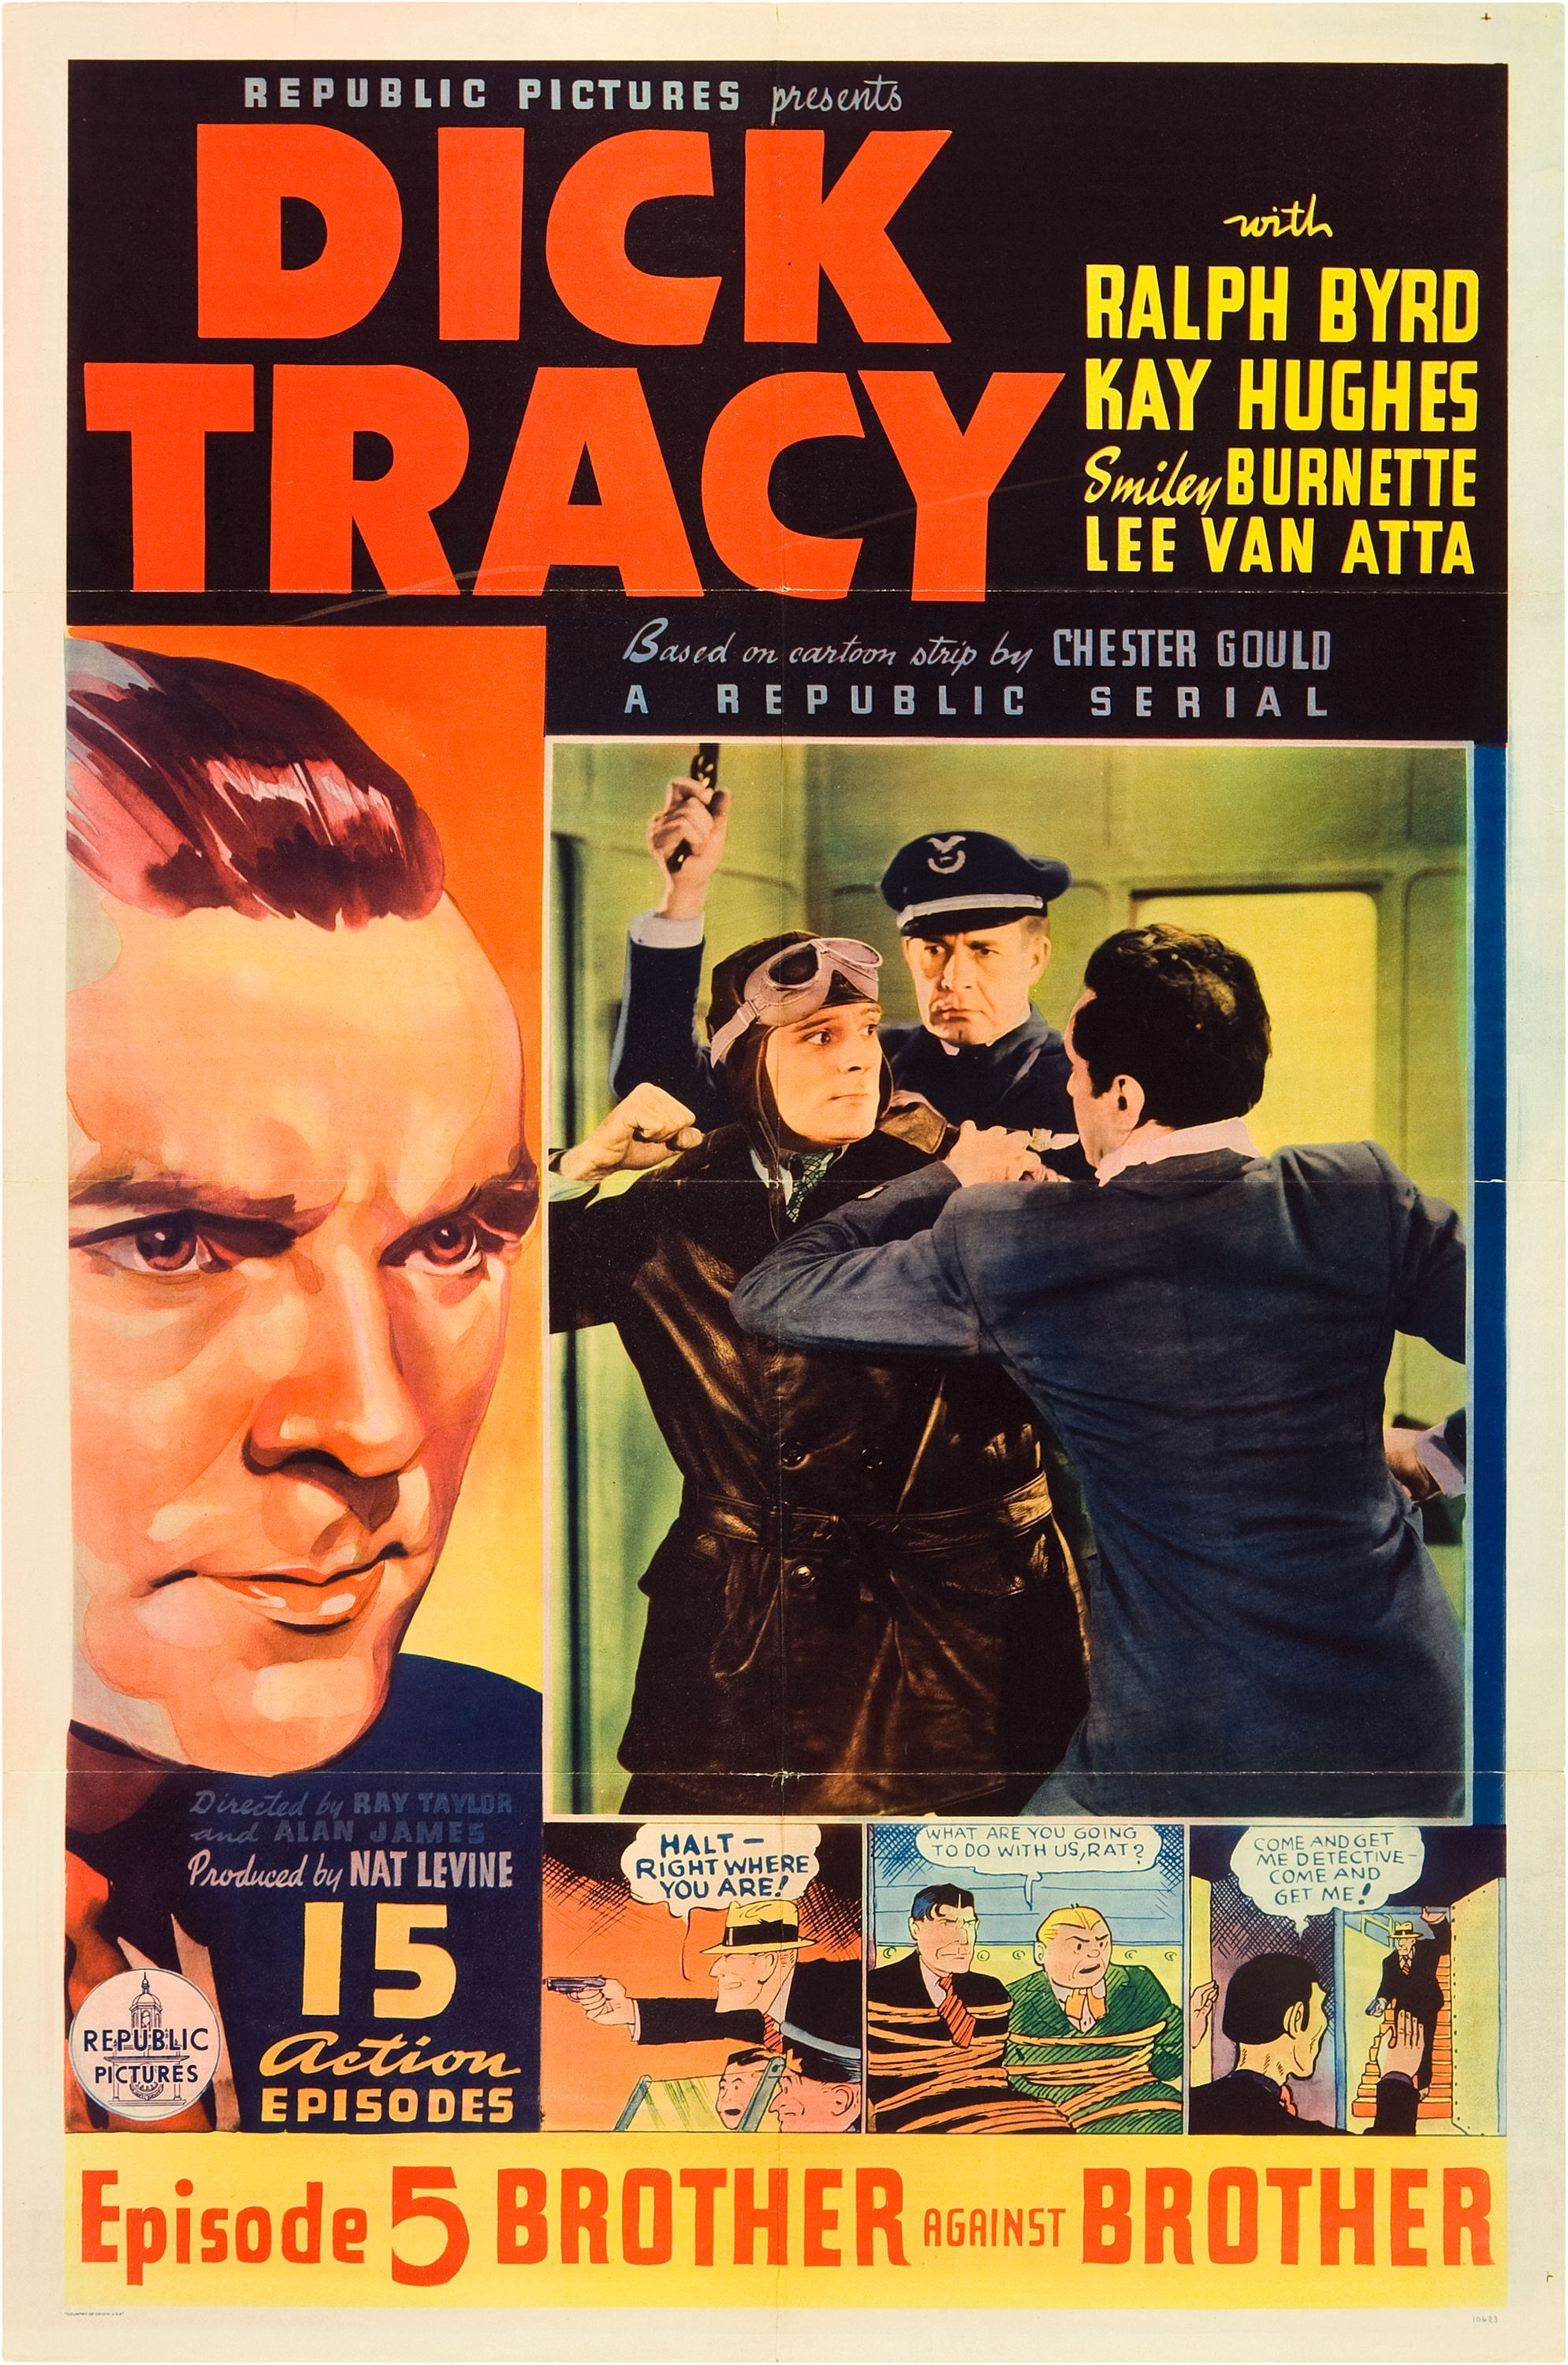 REPUBLIC PICTURES presents
DICK
TRACY
with
RALPH BYRD
KAY HUGHES
Smiley BURNETTE
LEE VAN ATTA
Based on cartoon strip by CHESTER GOULD
A REPUBLIC SERIAL
Directed by RAY TAYLOR
and ALAN JAMES
Produced by NAT LEVINE
15
Action
EPISODES
REPUBLIC
PICTURES
HALT —
RIGHT WHERE
YOU ARE!
WHAT ARE YOU GOING
TO DO WITH US, RAT?
COME AND GET
ME DETECTIVE—
COME AND
GET ME!
Episode 5 BROTHER AGAINST BROTHER
"COUNTRY OF ORIGIN U.S.A."